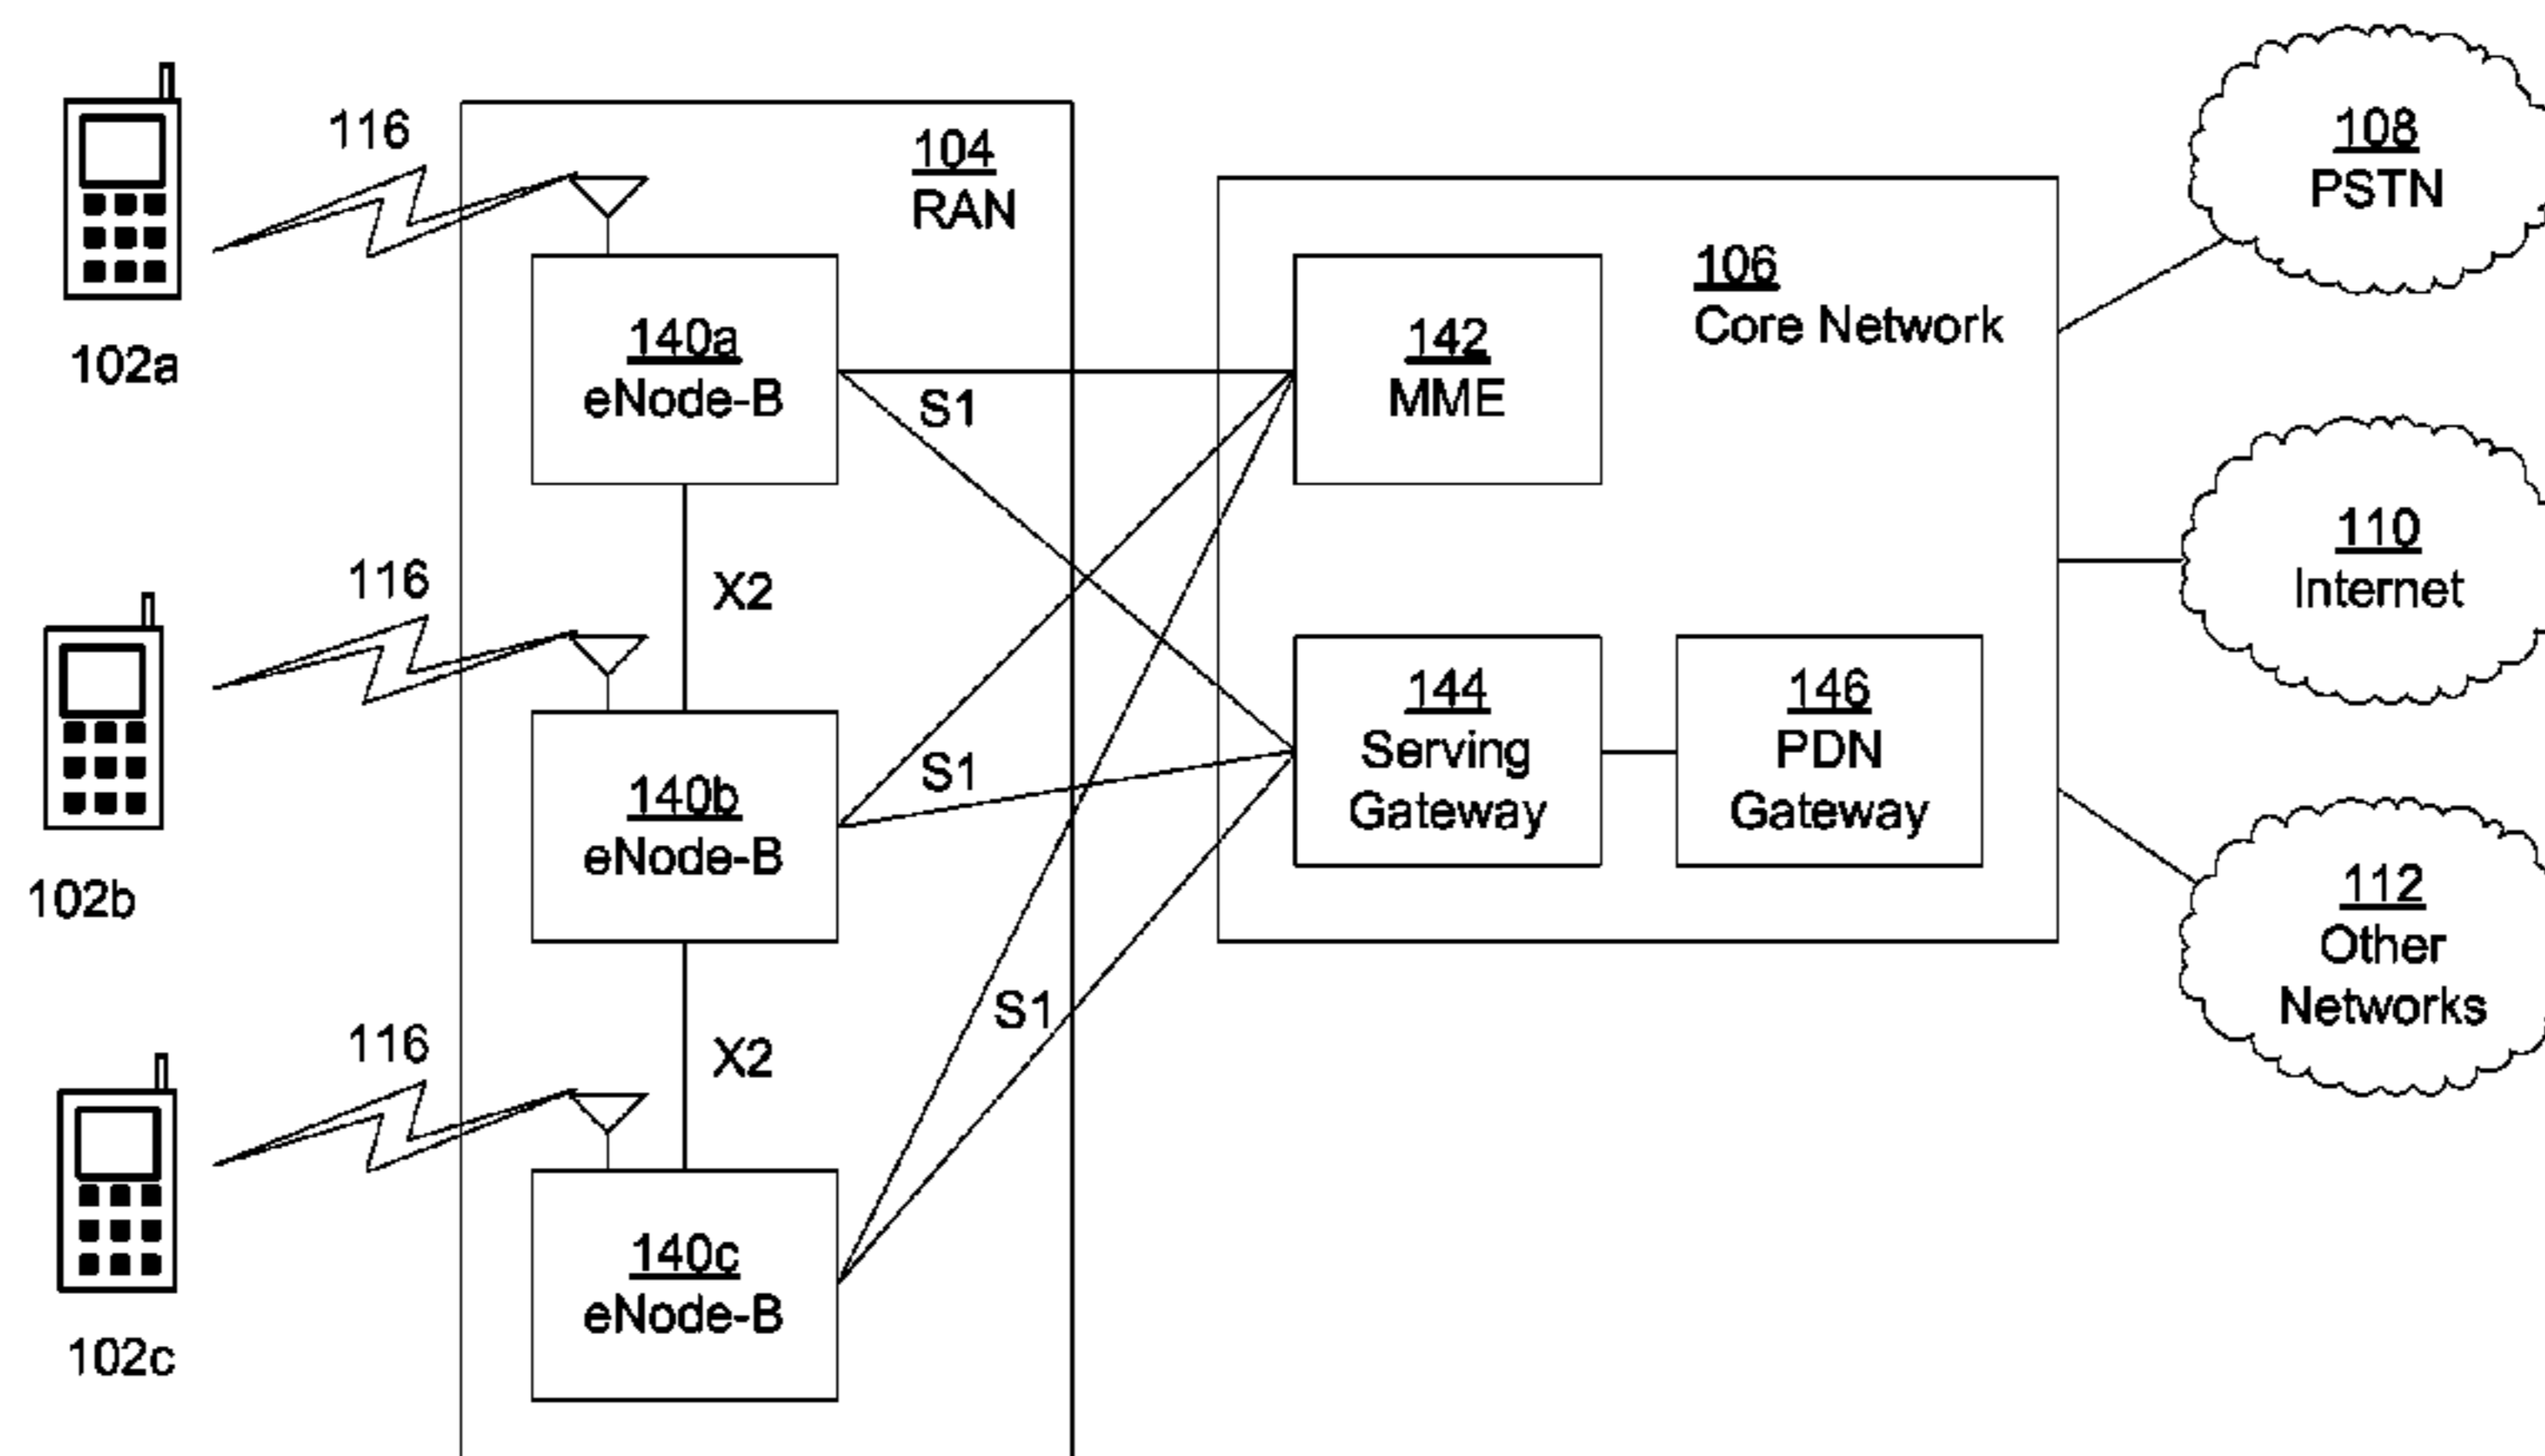 116
104
RAN
102a
140a
eNode-B
S1
X2
116
102b
140b
eNode-B
S1
X2
116
102c
140c
eNode-B
S1
106
Core Network
142
MME
144
Serving
Gateway
146
PDN
Gateway
108
PSTN
110
Internet
112
Other
Networks